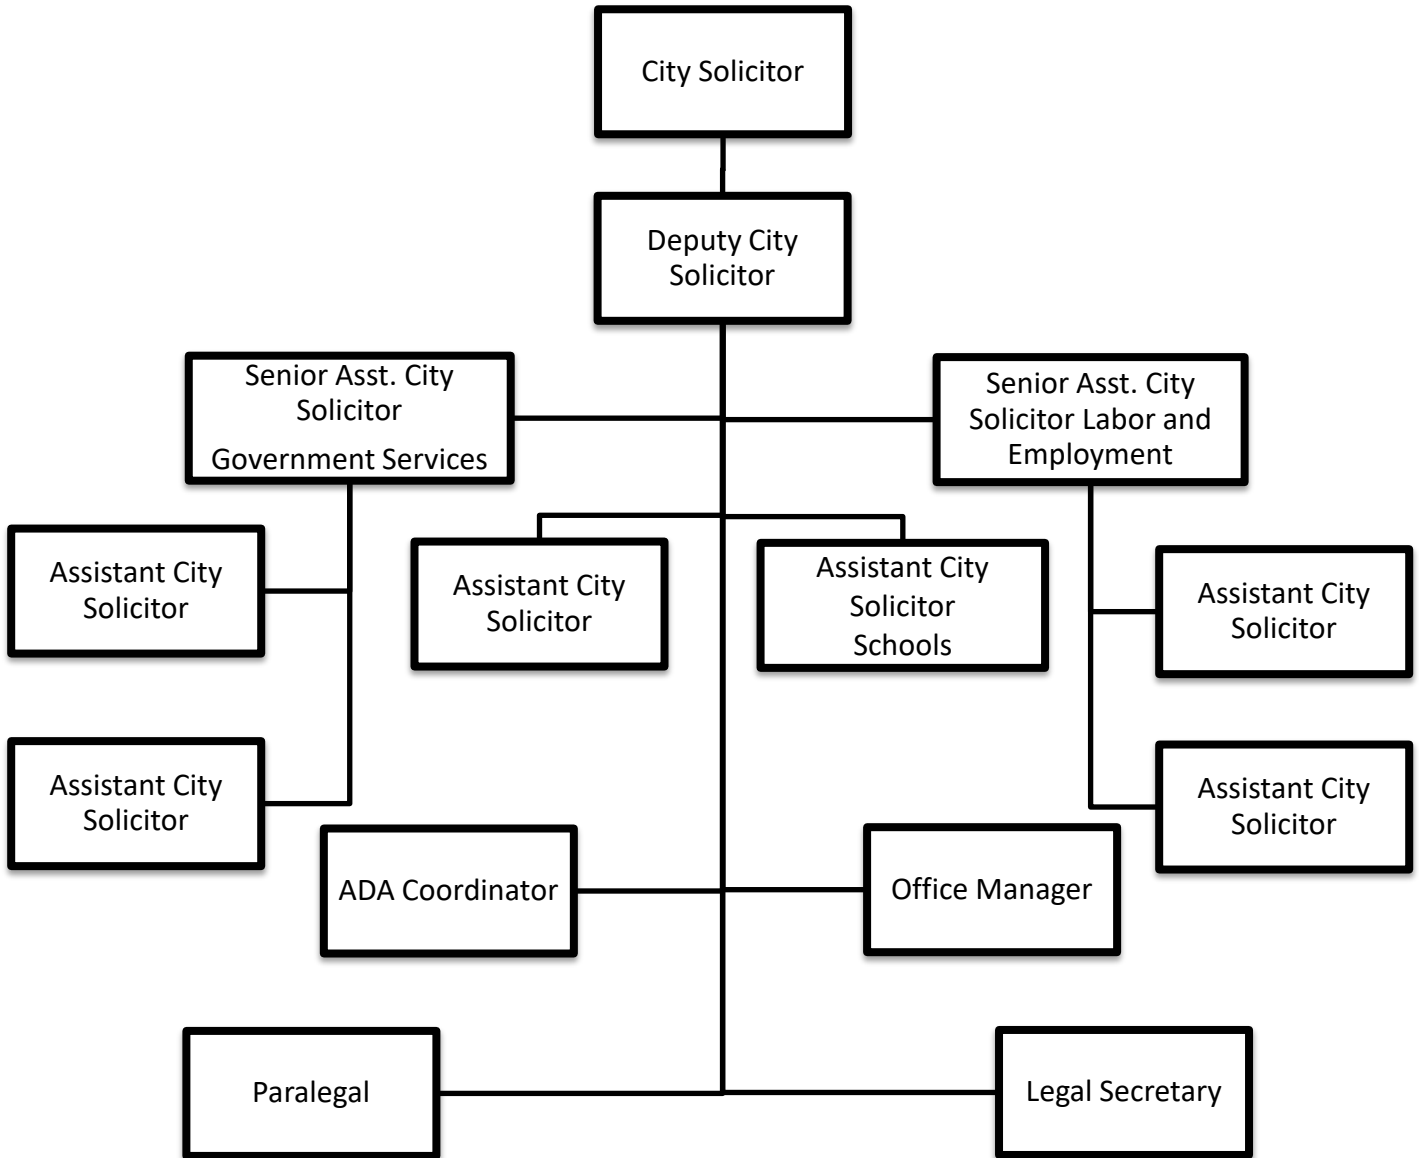 City Solicitor
Deputy City
Solicitor
Senior Asst. City
Solicitor
Government Services
Senior Asst. City
Solicitor Labor and
Employment
Assistant City
Solicitor
Assistant City
Solicitor
Assistant City
Solicitor
Schools
Assistant City
Solicitor
Assistant City
Solicitor
Assistant City
Solicitor
ADA Coordinator
Office Manager
Paralegal
Legal Secretary